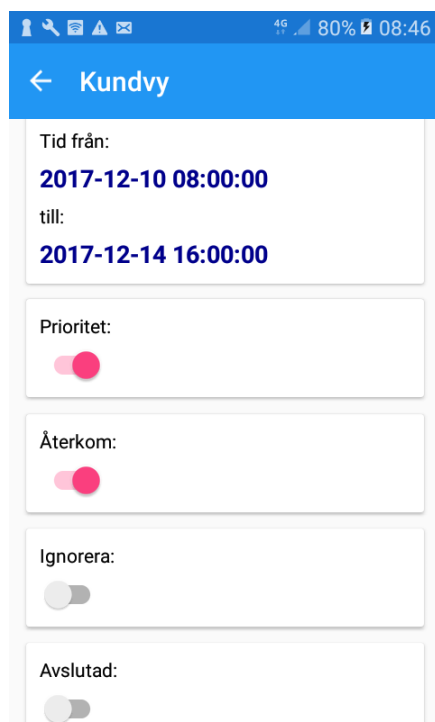 4G 80% 08:46
Kundvy
Tid från:
2017-12-10 08:00:00
till:
2017-12-14 16:00:00
Prioritet:
Återkom:
Ignorera:
Avslutad: